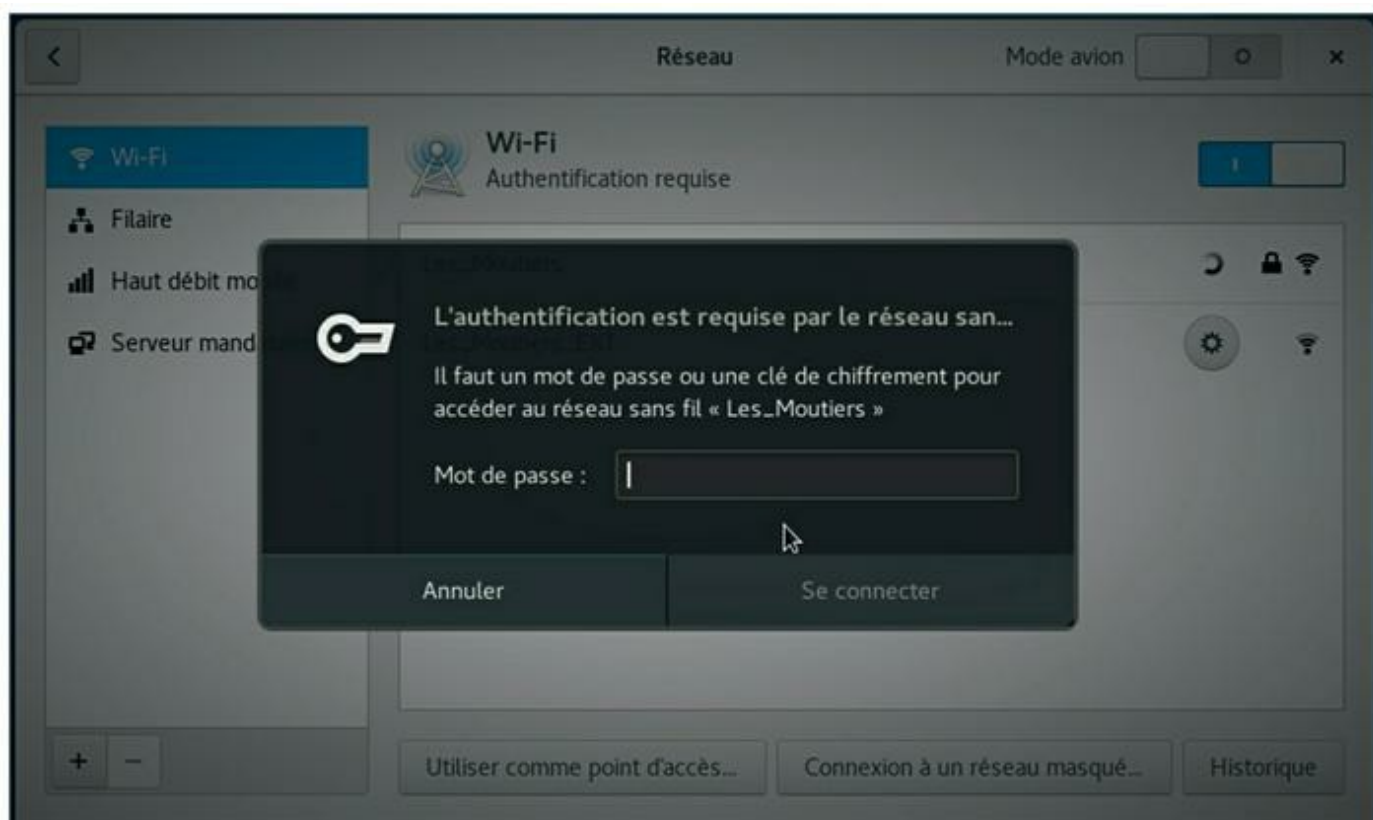 Réseau
Mode avion
Wi-Fi
Filaire
Haut débit mo
Serveur mand
Wi-Fi
Authentification requise
Les_Moutiers
Les_Moutiers_EXT
L'authentification est requise par le réseau san...
Il faut un mot de passe ou une clé de chiffrement pour
accéder au réseau sans fil « Les_Moutiers »
Mot de passe :
Annuler
Se connecter
Utiliser comme point d'accès...
Connexion à un réseau masqué...
Historique